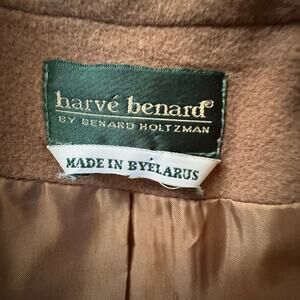 harvé benard®
BY BENARD HOLTZMAN
MADE IN BYELARUS